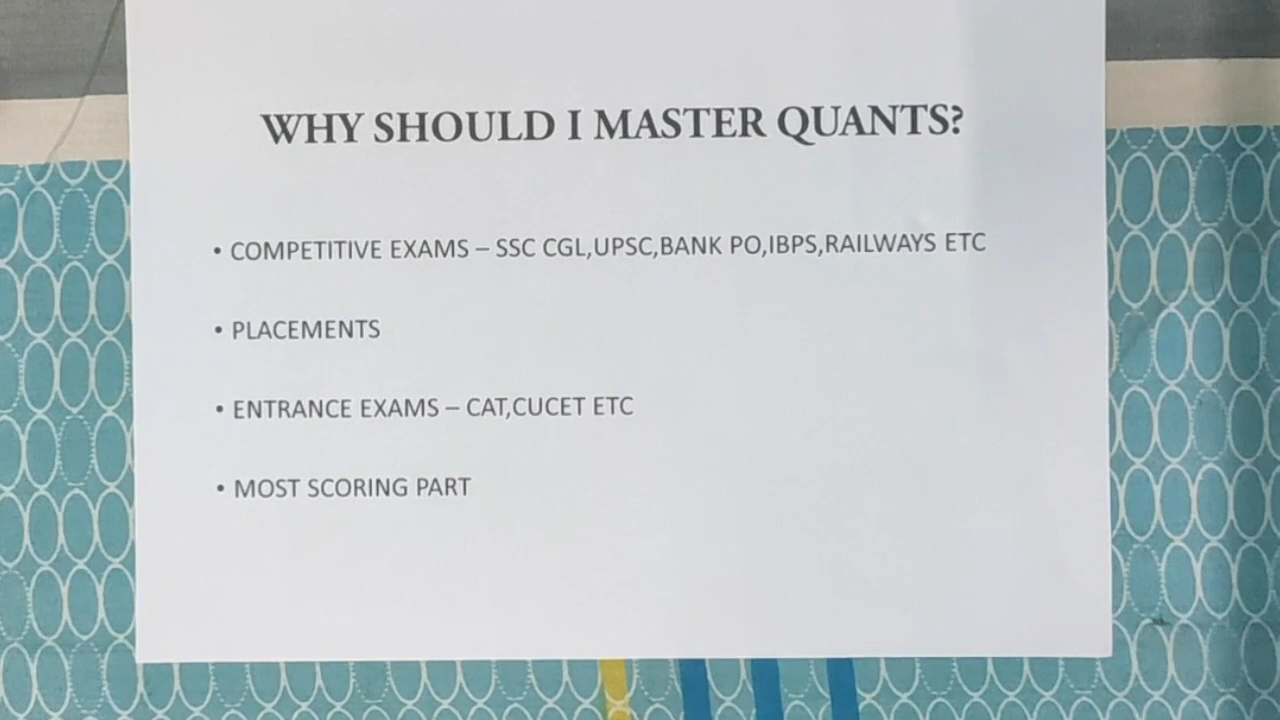 WHY SHOULD I MASTER QUANTS?
• COMPETITIVE EXAMS – SSC CGL,UPSC,BANK PO,IBPS,RAILWAYS ETC
• PLACEMENTS
• ENTRANCE EXAMS – CAT,CUCET ETC
• MOST SCORING PART